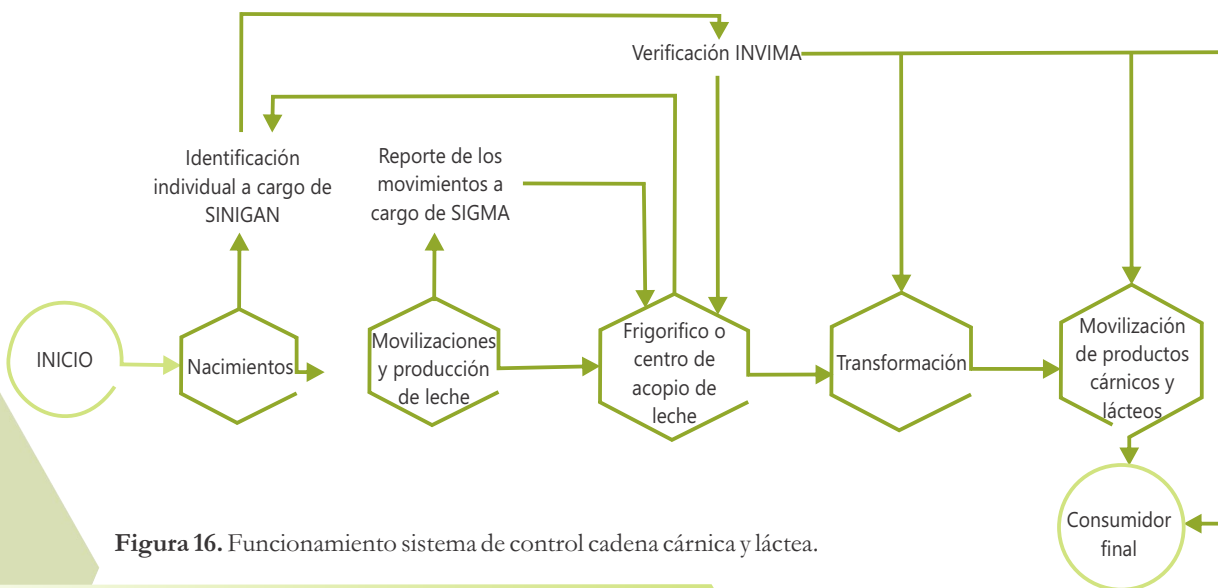 Verificación INVIMA
Identificación
individual a cargo de
SINIGAN
Reporte de los
movimientos a
cargo de SIGMA
INICIO
Nacimientos
Movilizaciones
y producción
de leche
Frigorifico o
centro de
acopio de
leche
Transformación
Movilización
de productos
cárnicos y
lácteos
Consumidor
final
Figura 16. Funcionamiento sistema de control cadena cárnica y láctea.